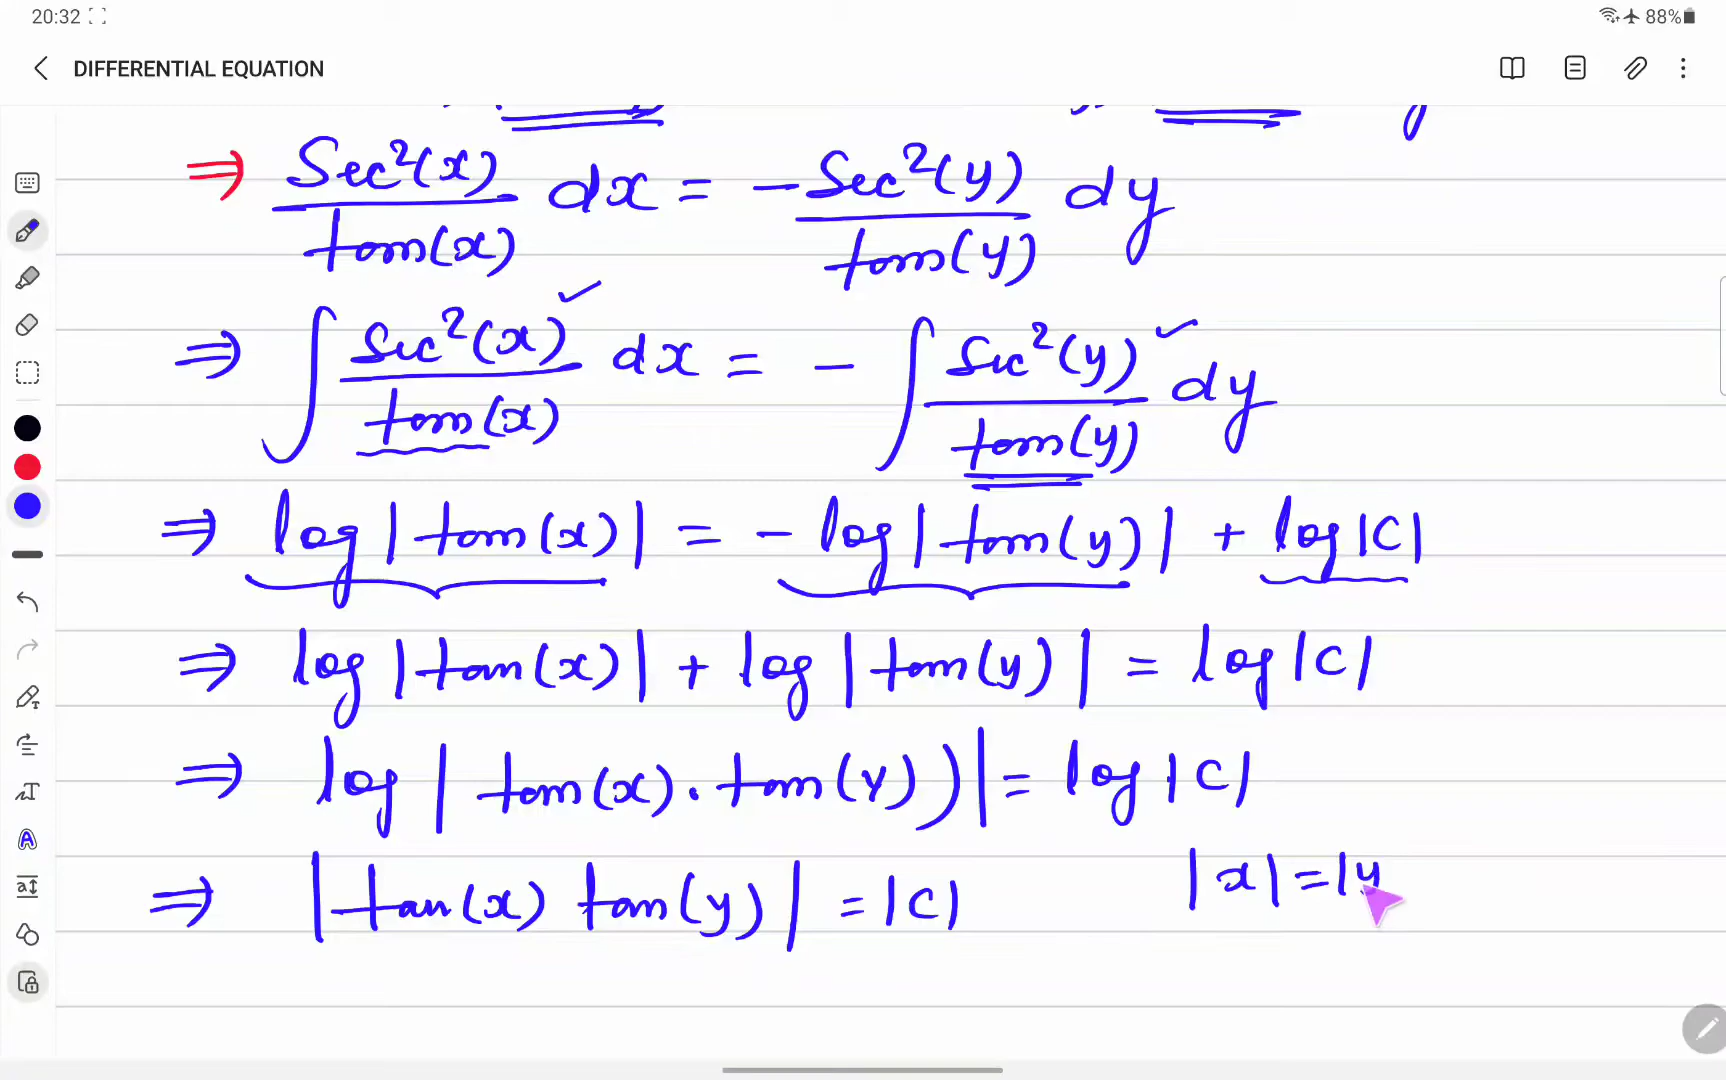 20:32 88%
DIFFERENTIAL EQUATION
⇒ Sec²(x)/tan(x) dx = -Sec²(y)/tan(y) dy
⇒ ∫ Sec²(x)/tan(x) dx = - ∫ Sec²(y)/tan(y) dy
⇒ log|tan(x)| = -log|tan(y)| + log|C|
⇒ log|tan(x)| + log|tan(y)| = log|C|
⇒ log|tan(x).tan(y))| = log|C|
⇒ |tan(x) tan(y)| = |C| |x| = |y